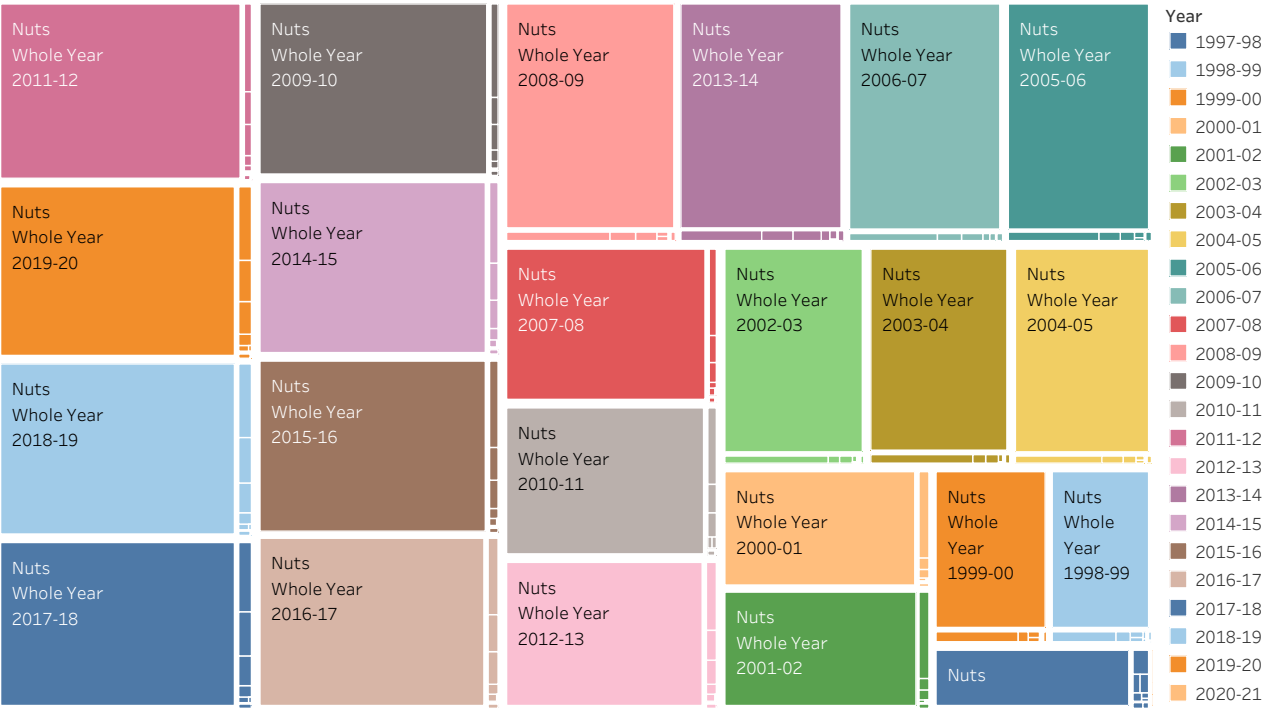 Nuts
Whole Year
2011-12
Nuts
Whole Year
2019-20
Nuts
Whole Year
2018-19
Nuts
Whole Year
2017-18
Nuts
Whole Year
2009-10
Nuts
Whole Year
2014-15
Nuts
Whole Year
2015-16
Nuts
Whole Year
2016-17
Nuts
Whole Year
2008-09
Nuts
Whole Year
2013-14
Nuts
Whole Year
2006-07
Nuts
Whole Year
2005-06
Nuts
Whole Year
2007-08
Nuts
Whole Year
2010-11
Nuts
Whole Year
2012-13
Nuts
Whole Year
2002-03
Nuts
Whole Year
2003-04
Nuts
Whole Year
2004-05
Nuts
Whole Year
2000-01
Nuts
Whole Year
2001-02
Nuts
Whole
Year
1999-00
Nuts
Whole
Year
1998-99
Nuts
Year
1997-98
1998-99
1999-00
2000-01
2001-02
2002-03
2003-04
2004-05
2005-06
2006-07
2007-08
2008-09
2009-10
2010-11
2011-12
2012-13
2013-14
2014-15
2015-16
2016-17
2017-18
2018-19
2019-20
2020-21